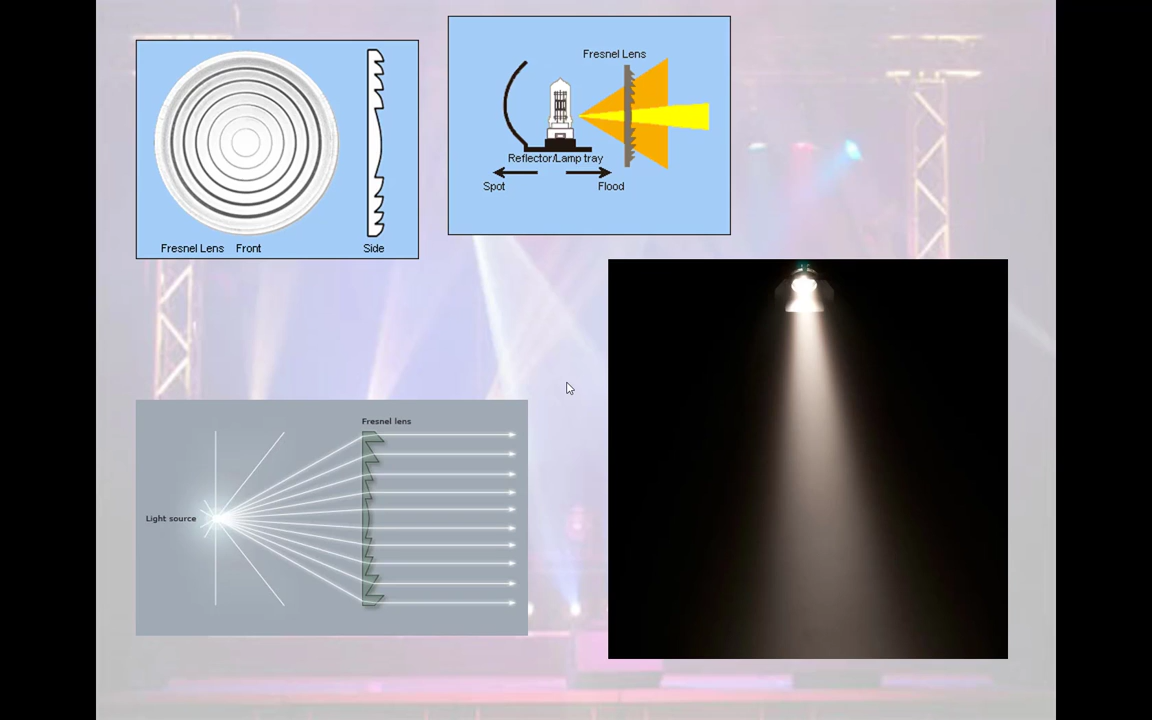 Fresnel Lens Front
Side
Fresnel Lens
Reflector/Lamp tray
Spot
Flood
Fresnel lens
Light source